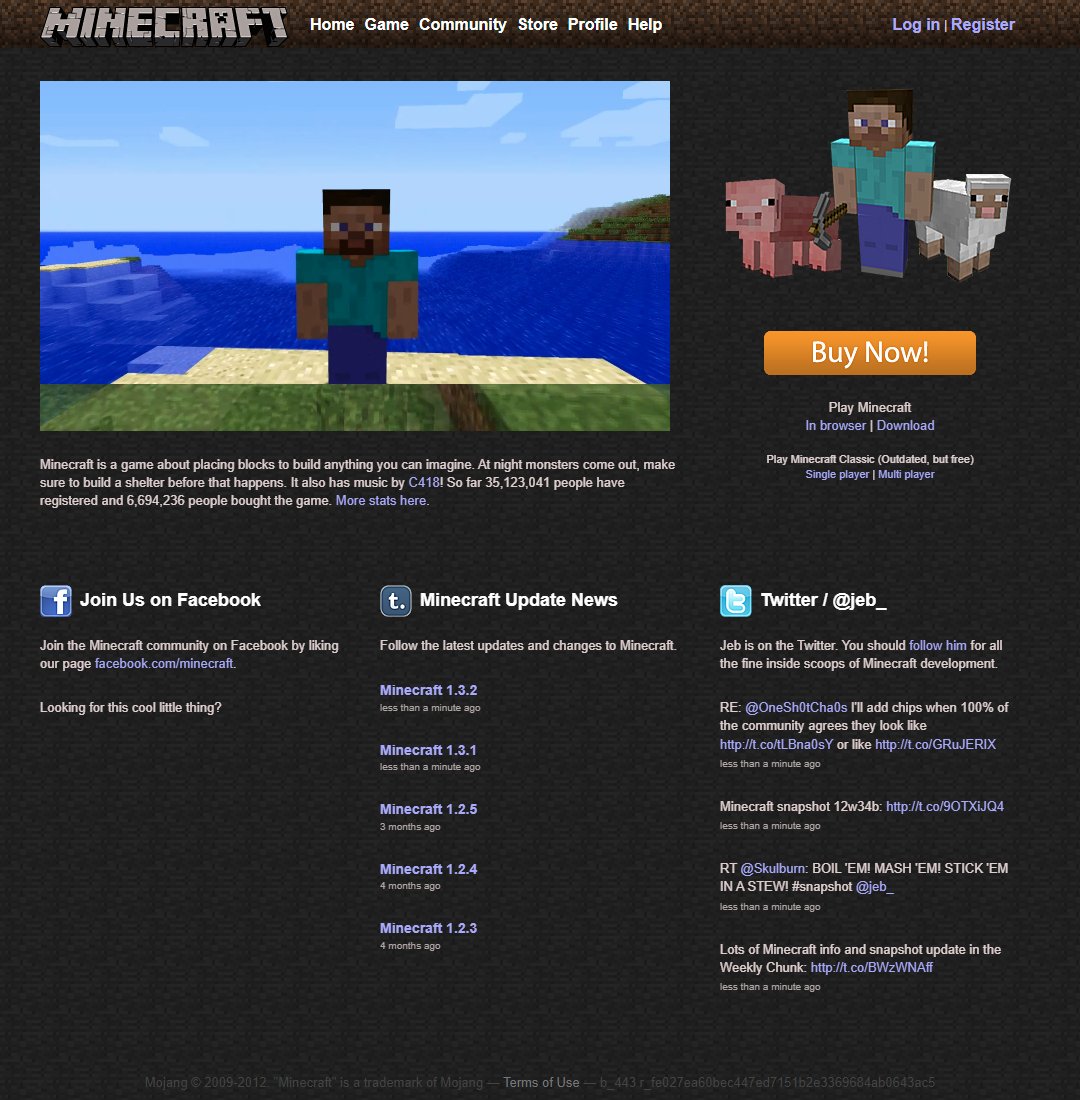 MINECRAFT
Home Game Community Store Profile Help
Log in | Register
Buy Now!
Play Minecraft
In browser | Download
Play Minecraft Classic (Outdated, but free)
Single player | Multi player
Minecraft is a game about placing blocks to build anything you can imagine. At night monsters come out, make
sure to build a shelter before that happens. It also has music by C418! So far 35,123,041 people have
registered and 6,694,236 people bought the game. More stats here.
Join Us on Facebook
Join the Minecraft community on Facebook by liking
our page facebook.com/minecraft.
Looking for this cool little thing?
Minecraft Update News
Follow the latest updates and changes to Minecraft.
Minecraft 1.3.2
less than a minute ago
Minecraft 1.3.1
less than a minute ago
Minecraft 1.2.5
3 months ago
Minecraft 1.2.4
4 months ago
Minecraft 1.2.3
4 months ago
Twitter / @jeb_
Jeb is on the Twitter. You should follow him for all
the fine inside scoops of Minecraft development.
RE: @OneSh0tCha0s I'll add chips when 100% of
the community agrees they look like
http://t.co/tLBna0sY or like http://t.co/GRuJERIX
less than a minute ago
Minecraft snapshot 12w34b: http://t.co/9OTXiJQ4
less than a minute ago
RT @Skulburn: BOIL 'EM! MASH 'EM! STICK 'EM
IN A STEW! #snapshot @jeb_
less than a minute ago
Lots of Minecraft info and snapshot update in the
Weekly Chunk: http://t.co/BWzWNAff
less than a minute ago
Mojang © 2009-2012. "Minecraft" is a trademark of Mojang — Terms of Use — b_443 r_fe027ea60bec447ed7151b2e3369684ab0643ac5